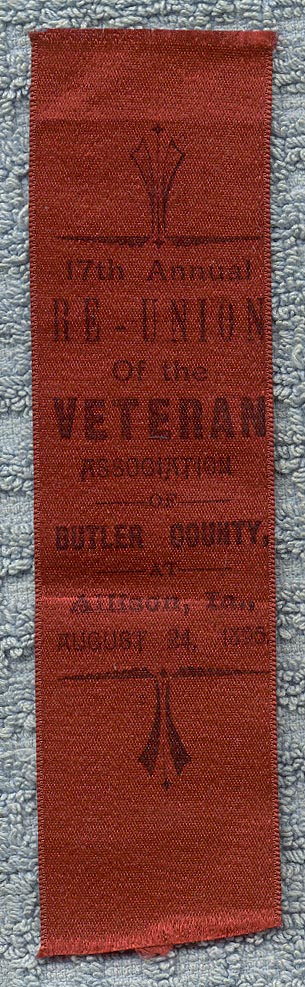 17th Annual
RE-UNION
Of the
VETERAN
ASSOCIATION
OF
BUTLER COUNTY,
AT
Allison, Ia.,
AUGUST 24,